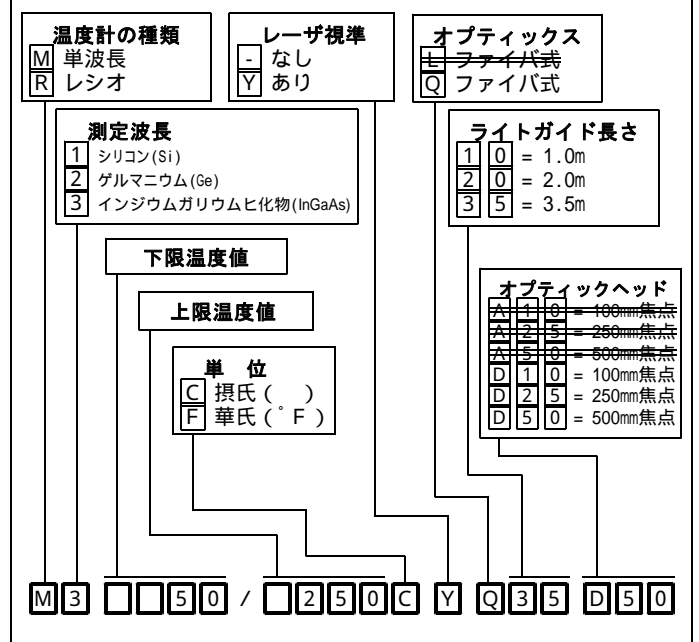 温度計の種類
M 単波長
R レシオ
レーザ視準
- なし
Y あり
オプティックス
L ファイバ式
Q ファイバ式
測定波長
1 シリコン(Si)
2 ゲルマニウム(Ge)
3 インジウムガリウムヒ化物(InGaAs)
ライトガイド長さ
1 0 = 1.0m
2 0 = 2.0m
3 5 = 3.5m
下限温度値
上限温度値
単 位
C 摂氏( )
F 華氏(°F)
オプティックヘッド
A 1 0 = 100mm焦点
A 2 5 = 250mm焦点
A 5 0 = 500mm焦点
D 1 0 = 100mm焦点
D 2 5 = 250mm焦点
D 5 0 = 500mm焦点
M 3 □ □ 5 0 / □ 2 5 0 C Y Q 3 5 D 5 0